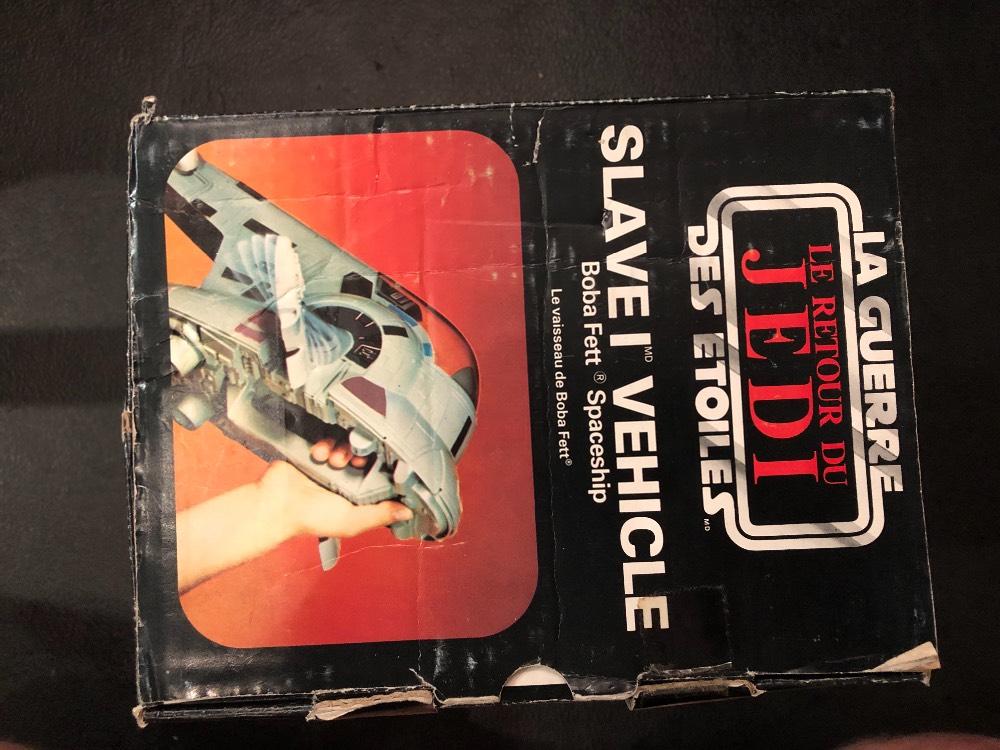 LA GUERRE
LE RETOUR DU
JEDI
DES ETOILES MD
SLAVE I MD VEHICLE
Boba Fett ® Spaceship
Le vaisseau de Boba Fett®